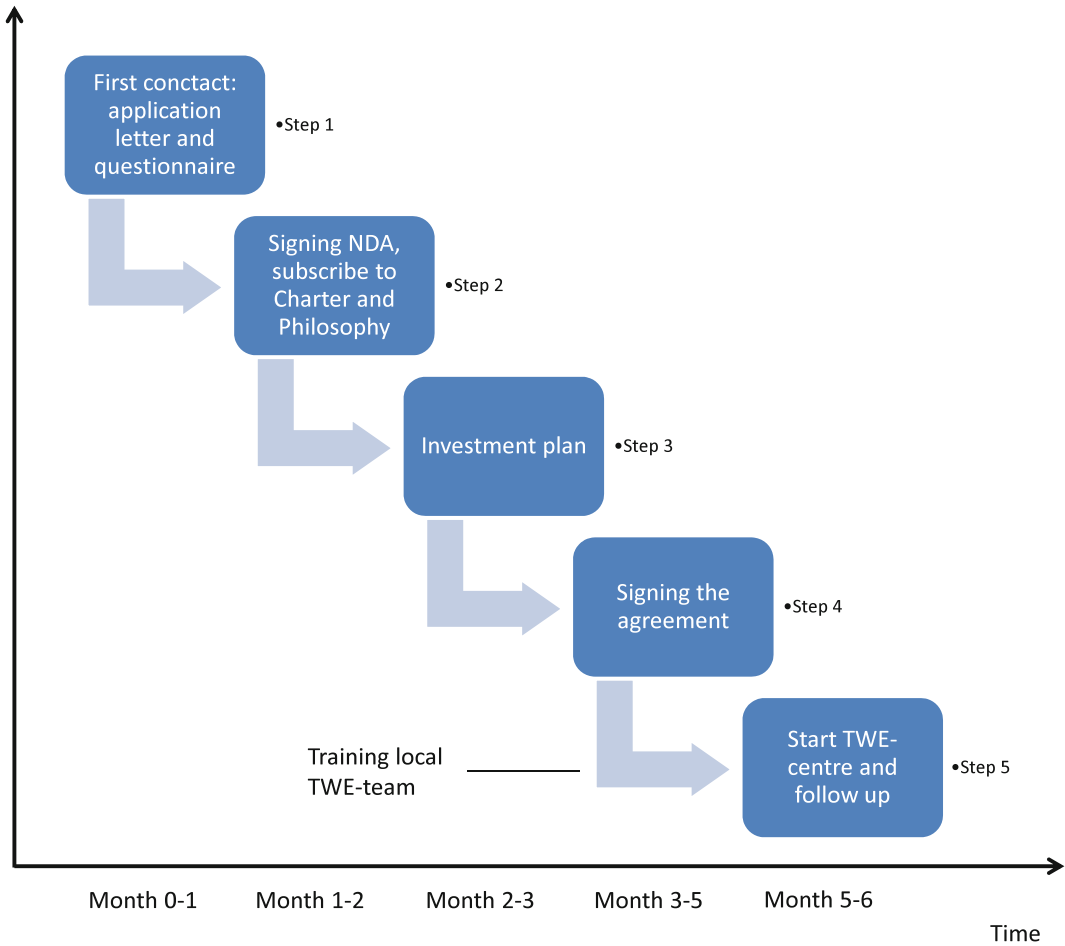 First conctact:
application
letter and
questionnaire
•Step 1
Signing NDA,
subscribe to
Charter and
Philosophy
•Step 2
Investment plan
•Step 3
Signing the
agreement
•Step 4
Training local
TWE-team
Start TWE-
centre and
follow up
•Step 5
Month 0-1
Month 1-2
Month 2-3
Month 3-5
Month 5-6
Time